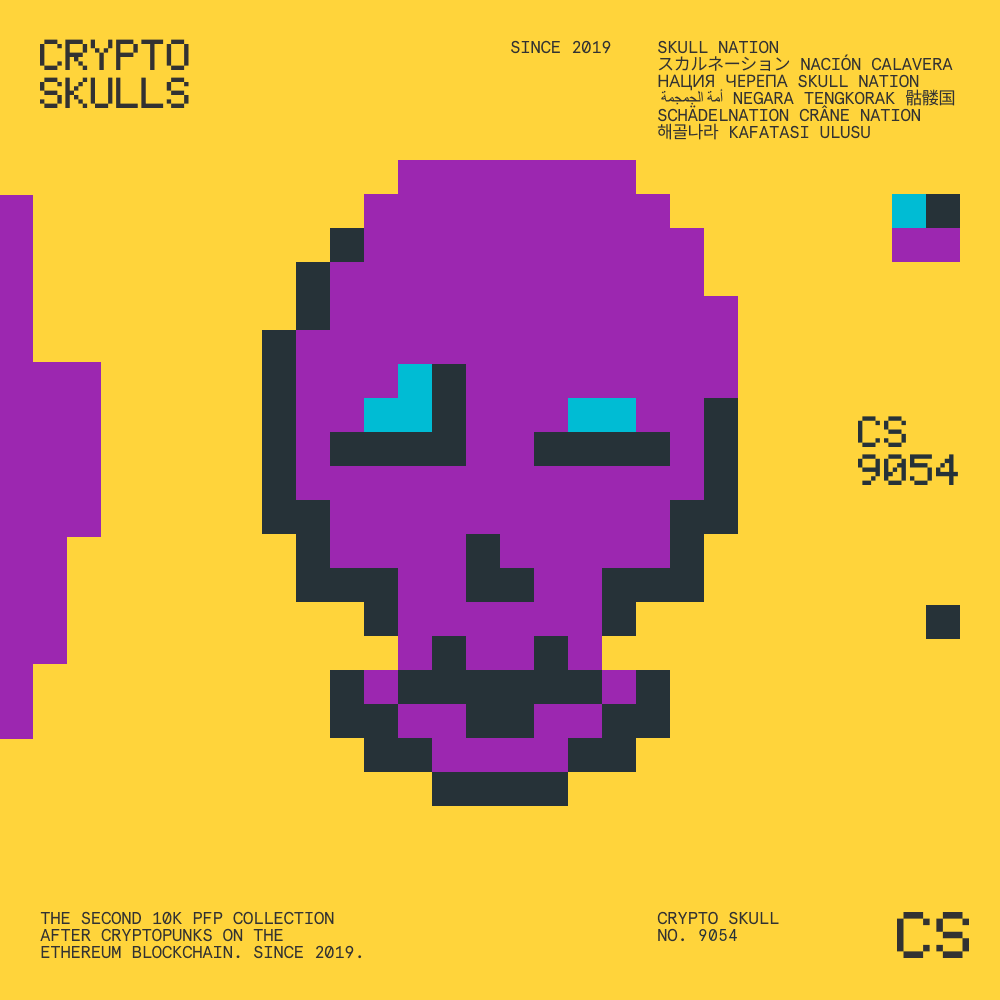 CRYPTO
SKULLS
SINCE 2019
SKULL NATION
スカルネーション NACIÓN CALAVERA
НАЦИЯ ЧЕРЕПА SKULL NATION
أمة الجمجمة NEGARA TENGKORAK 骷髅国
SCHÄDELNATION CRÂNE NATION
해골나라 KAFATASI ULUSU
CS
9054
THE SECOND 10K PFP COLLECTION
AFTER CRYPTOPUNKS ON THE
ETHEREUM BLOCKCHAIN. SINCE 2019.
CRYPTO SKULL
NO. 9054
CS